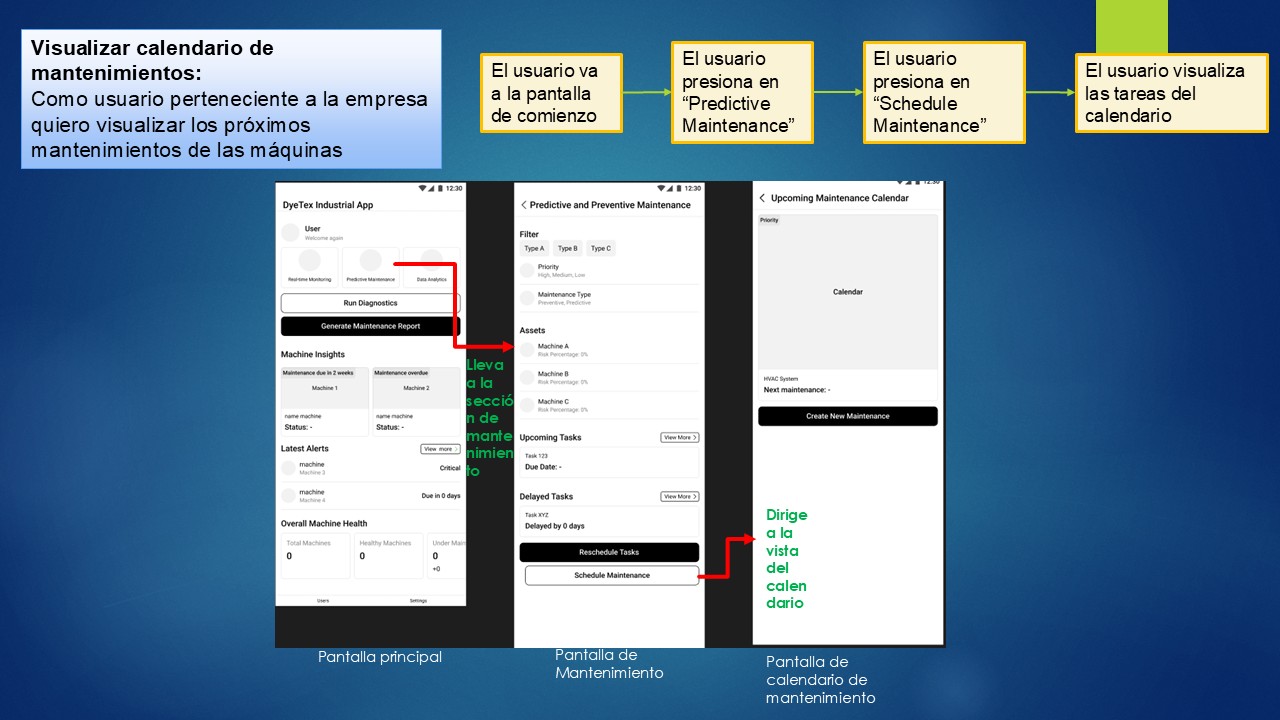 Visualizar calendario de
mantenimientos:
Como usuario perteneciente a la empresa
quiero visualizar los próximos
mantenimientos de las máquinas
El usuario va
a la pantalla
de comienzo
El usuario
presiona en
“Predictive
Maintenance”
El usuario
presiona en
“Schedule
Maintenance”
El usuario visualiza
las tareas del
calendario
12:30
DyeTex Industrial App
User
Welcome again
Real-time Monitoring
Predictive Maintenance
Data Analytics
Run Diagnostics
Generate Maintenance Report
Machine Insights
Maintenance due in 2 weeks
Maintenance overdue
Machine 1
Machine 2
name machine
name machine
Status: -
Status: -
Latest Alerts
View more >
machine
Machine 3
Critical
machine
Machine 4
Due in 0 days
Overall Machine Health
Total Machines
Healthy Machines
Under Main
0
0
0
+0
Users
Settings
Lleva
a la
secció
n de
mante
nimien
to
12:30
< Predictive and Preventive Maintenance
Filter
Type A
Type B
Type C
Priority
High, Medium, Low
Maintenance Type
Preventive, Predictive
Assets
Machine A
Risk Percentage: 0%
Machine B
Risk Percentage: 0%
Machine C
Risk Percentage: 0%
Upcoming Tasks
View More >
Task 123
Due Date: -
Delayed Tasks
View More >
Task XYZ
Delayed by 0 days
Reschedule Tasks
Schedule Maintenance
12:30
< Upcoming Maintenance Calendar
Priority
Calendar
HVAC System
Next maintenance: -
Create New Maintenance
Dirige
a la
vista
del
calen
dario
Pantalla principal
Pantalla de
Mantenimiento
Pantalla de
calendario de
mantenimiento